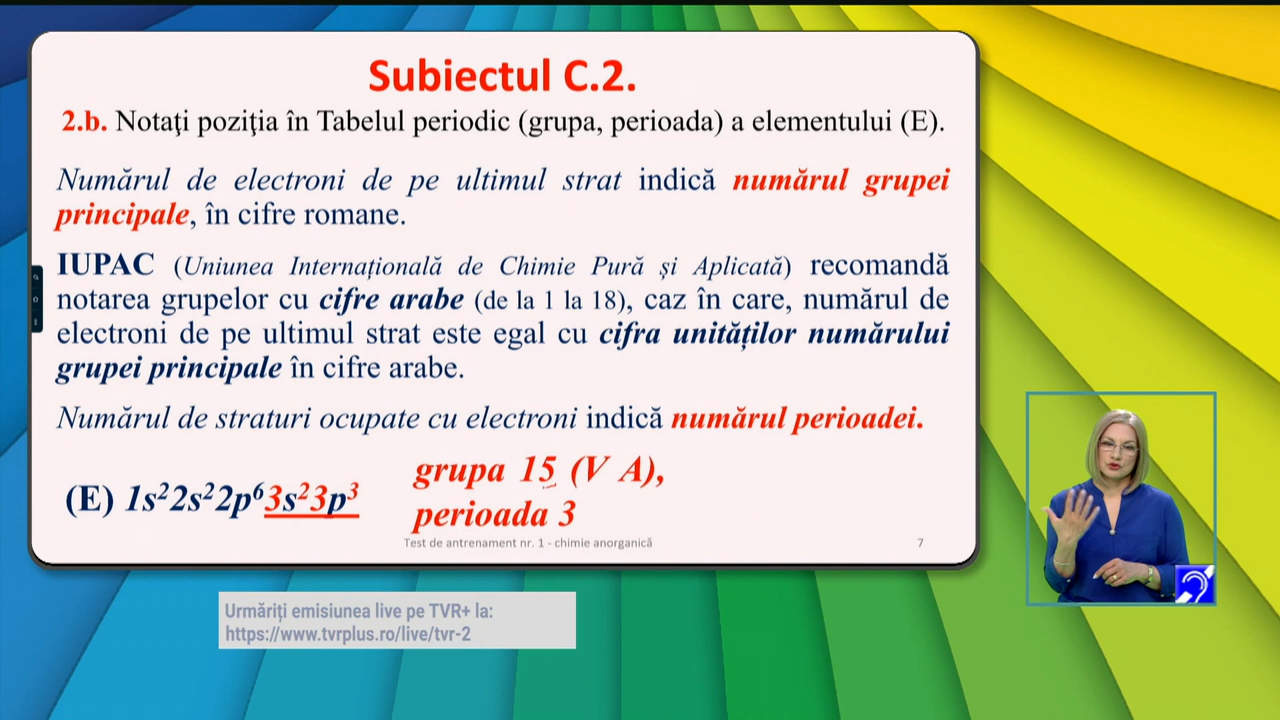 Subiectul C.2.
2.b. Notaţi poziţia în Tabelul periodic (grupa, perioada) a elementului (E).
Numărul de electroni de pe ultimul strat indică numărul grupei
principale, în cifre romane.
IUPAC (Uniunea Internațională de Chimie Pură și Aplicată) recomandă
notarea grupelor cu cifre arabe (de la 1 la 18), caz în care, numărul de
electroni de pe ultimul strat este egal cu cifra unităților numărului
grupei principale în cifre arabe.
Numărul de straturi ocupate cu electroni indică numărul perioadei.
(E) 1s²2s²2p⁶3s²3p³
grupa 15 (V A),
perioada 3
Test de antrenament nr. 1 - chimie anorganică
7
Urmăriți emisiunea live pe TVR+ la:
https://www.tvrplus.ro/live/tvr-2